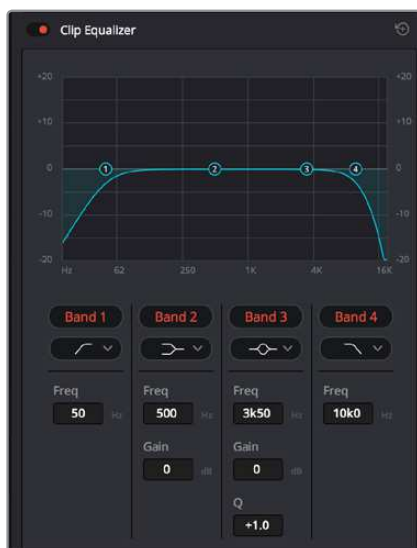 Clip Equalizer
+20 +20
+10 +10
0 1 2 3 4 0
-10 -10
-20 -20
Hz 62 250 1K 4K 16K
Band 1 Band 2 Band 3 Band 4
Freq Freq Freq Freq
50 Hz 500 Hz 3k50 Hz 10k0 Hz
Gain Gain
0 dB 0 dB
Q
+1.0